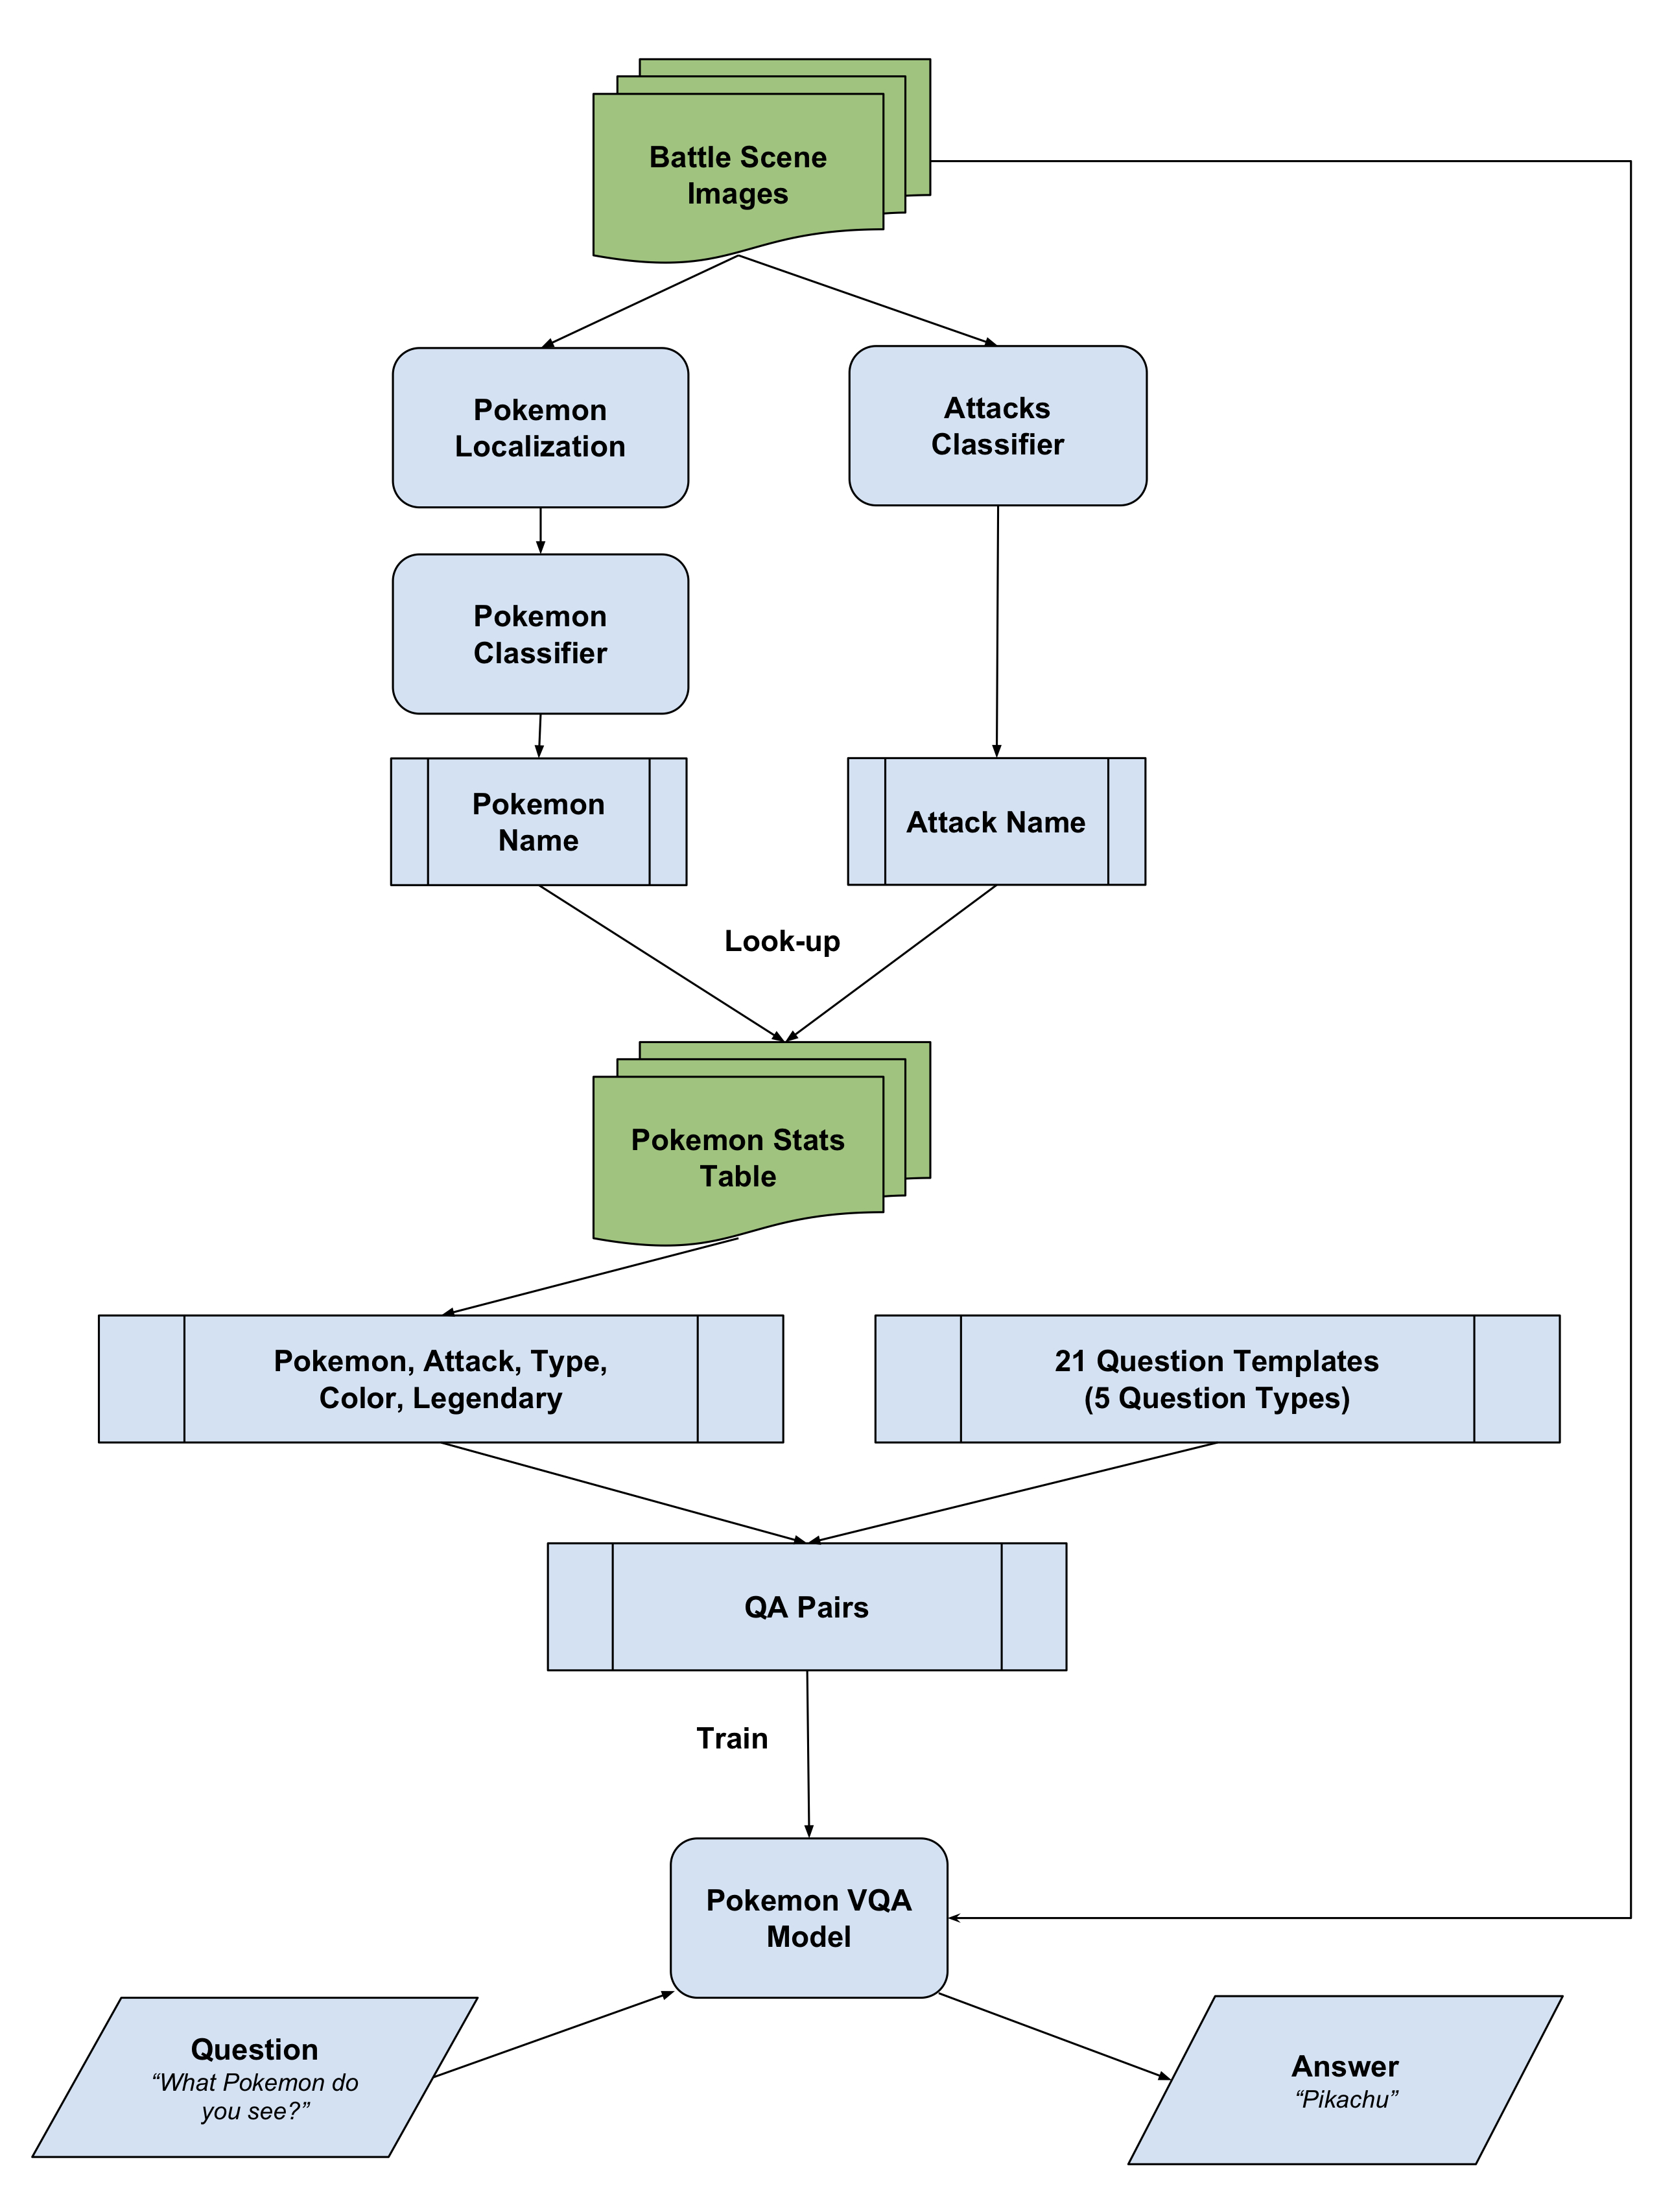 Battle Scene
Images
Pokemon
Localization
Attacks
Classifier
Pokemon
Classifier
Pokemon
Name
Attack Name
Look-up
Pokemon Stats
Table
Pokemon, Attack, Type,
Color, Legendary
21 Question Templates
(5 Question Types)
QA Pairs
Train
Pokemon VQA
Model
Question
“What Pokemon do
you see?”
Answer
“Pikachu”